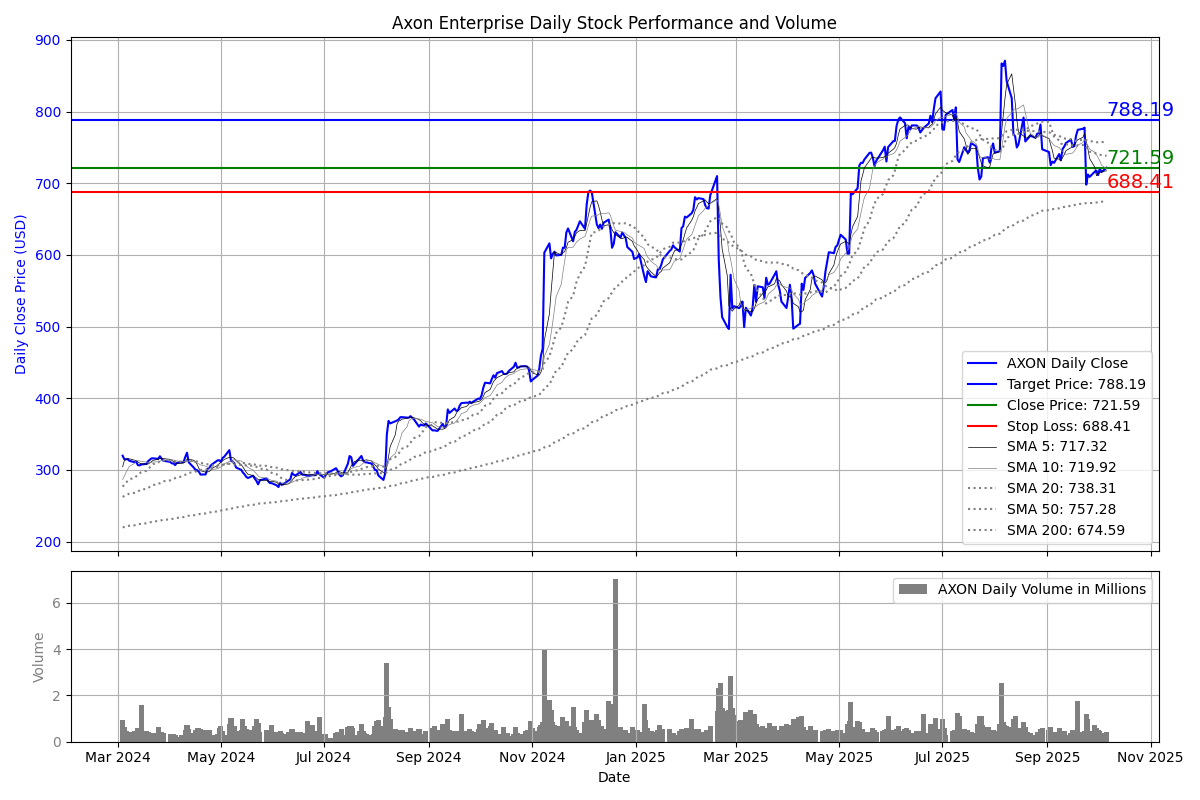 Axon Enterprise Daily Stock Performance and Volume
900
800
700
600
500
400
300
200
Daily Close Price (USD)
788.19
721.59
688.41
AXON Daily Close
Target Price: 788.19
Close Price: 721.59
Stop Loss: 688.41
SMA 5: 717.32
SMA 10: 719.92
SMA 20: 738.31
SMA 50: 757.28
SMA 200: 674.59
6
4
2
0
Volume
AXON Daily Volume in Millions
Mar 2024 May 2024 Jul 2024 Sep 2024 Nov 2024 Jan 2025 Mar 2025 May 2025 Jul 2025 Sep 2025 Nov 2025
Date